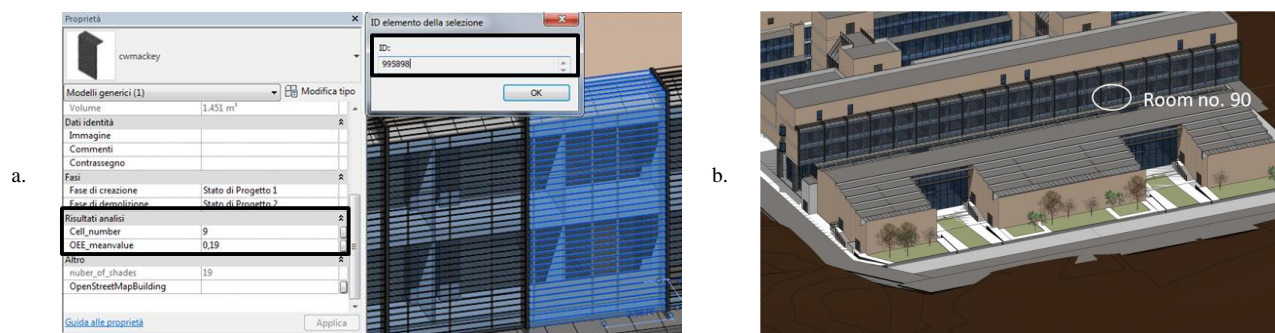 a.
Proprietà
cwmackey
Modelli generici (1)
Modifica tipo
Volume 1.451 m³
Dati identità
Immagine
Commenti
Contrassegno
Fasi
Fase di creazione Stato di Progetto 1
Fase di demolizione Stato di Progetto 2
Risultati analisi
Cell_number 9
OEE_meanvalue 0,19
Altro
nuber_of_shades 19
OpenStreetMapBuilding
Guida alle proprietà
Applica
ID elemento della selezione
ID:
995898
OK
b.
Room no. 90